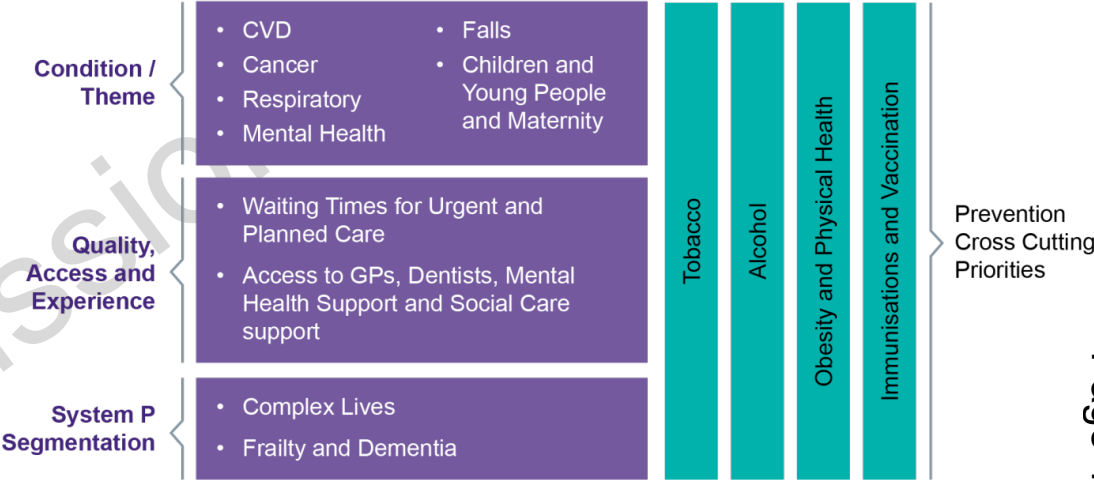 Condition /
Theme
• CVD
• Cancer
• Respiratory
• Mental Health
• Falls
• Children and
Young People
and Maternity
Quality,
Access and
Experience
• Waiting Times for Urgent and
Planned Care
• Access to GPs, Dentists, Mental
Health Support and Social Care
support
System P
Segmentation
• Complex Lives
• Frailty and Dementia
Tobacco
Alcohol
Obesity and Physical Health
Immunisations and Vaccination
Prevention
Cross Cutting
Priorities